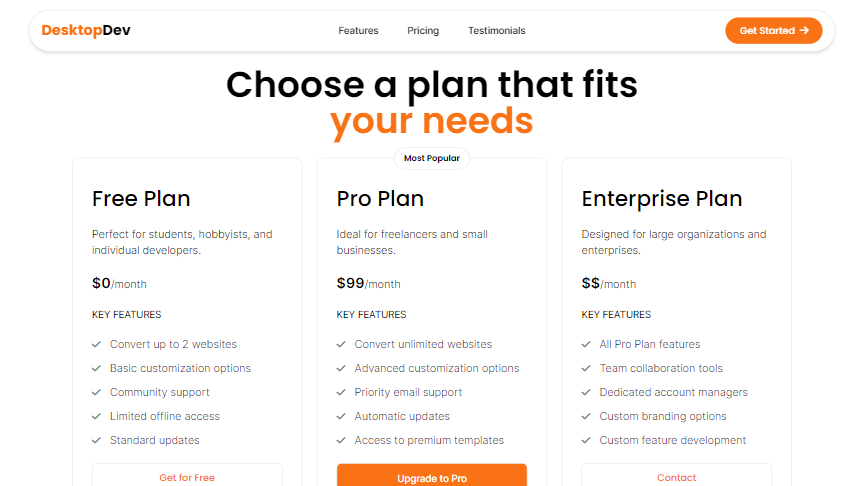 DesktopDev
Features
Pricing
Testimonials
Get Started →
Choose a plan that fits
your needs
Free Plan
Perfect for students, hobbyists, and
individual developers.
$0/month
KEY FEATURES
Convert up to 2 websites
Basic customization options
Community support
Limited offline access
Standard updates
Get for Free
Most Popular
Pro Plan
Ideal for freelancers and small
businesses.
$99/month
KEY FEATURES
Convert unlimited websites
Advanced customization options
Priority email support
Automatic updates
Access to premium templates
Upgrade to Pro
Enterprise Plan
Designed for large organizations and
enterprises.
$$/month
KEY FEATURES
All Pro Plan features
Team collaboration tools
Dedicated account managers
Custom branding options
Custom feature development
Contact